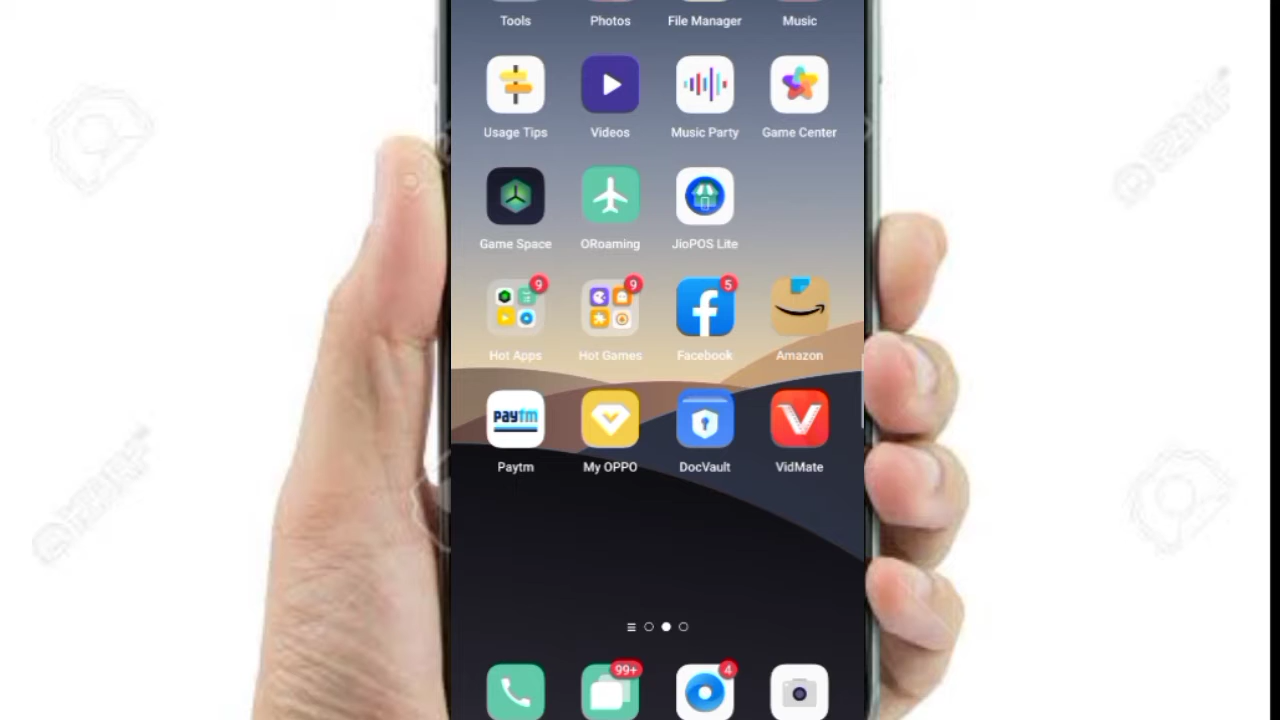 Tools Photos File Manager Music
Usage Tips Videos Music Party Game Center
Game Space ORoaming JioPOS Lite
9 9 5
Hot Apps Hot Games Facebook Amazon
paytm
Paytm My OPPO DocVault VidMate
99+ 4